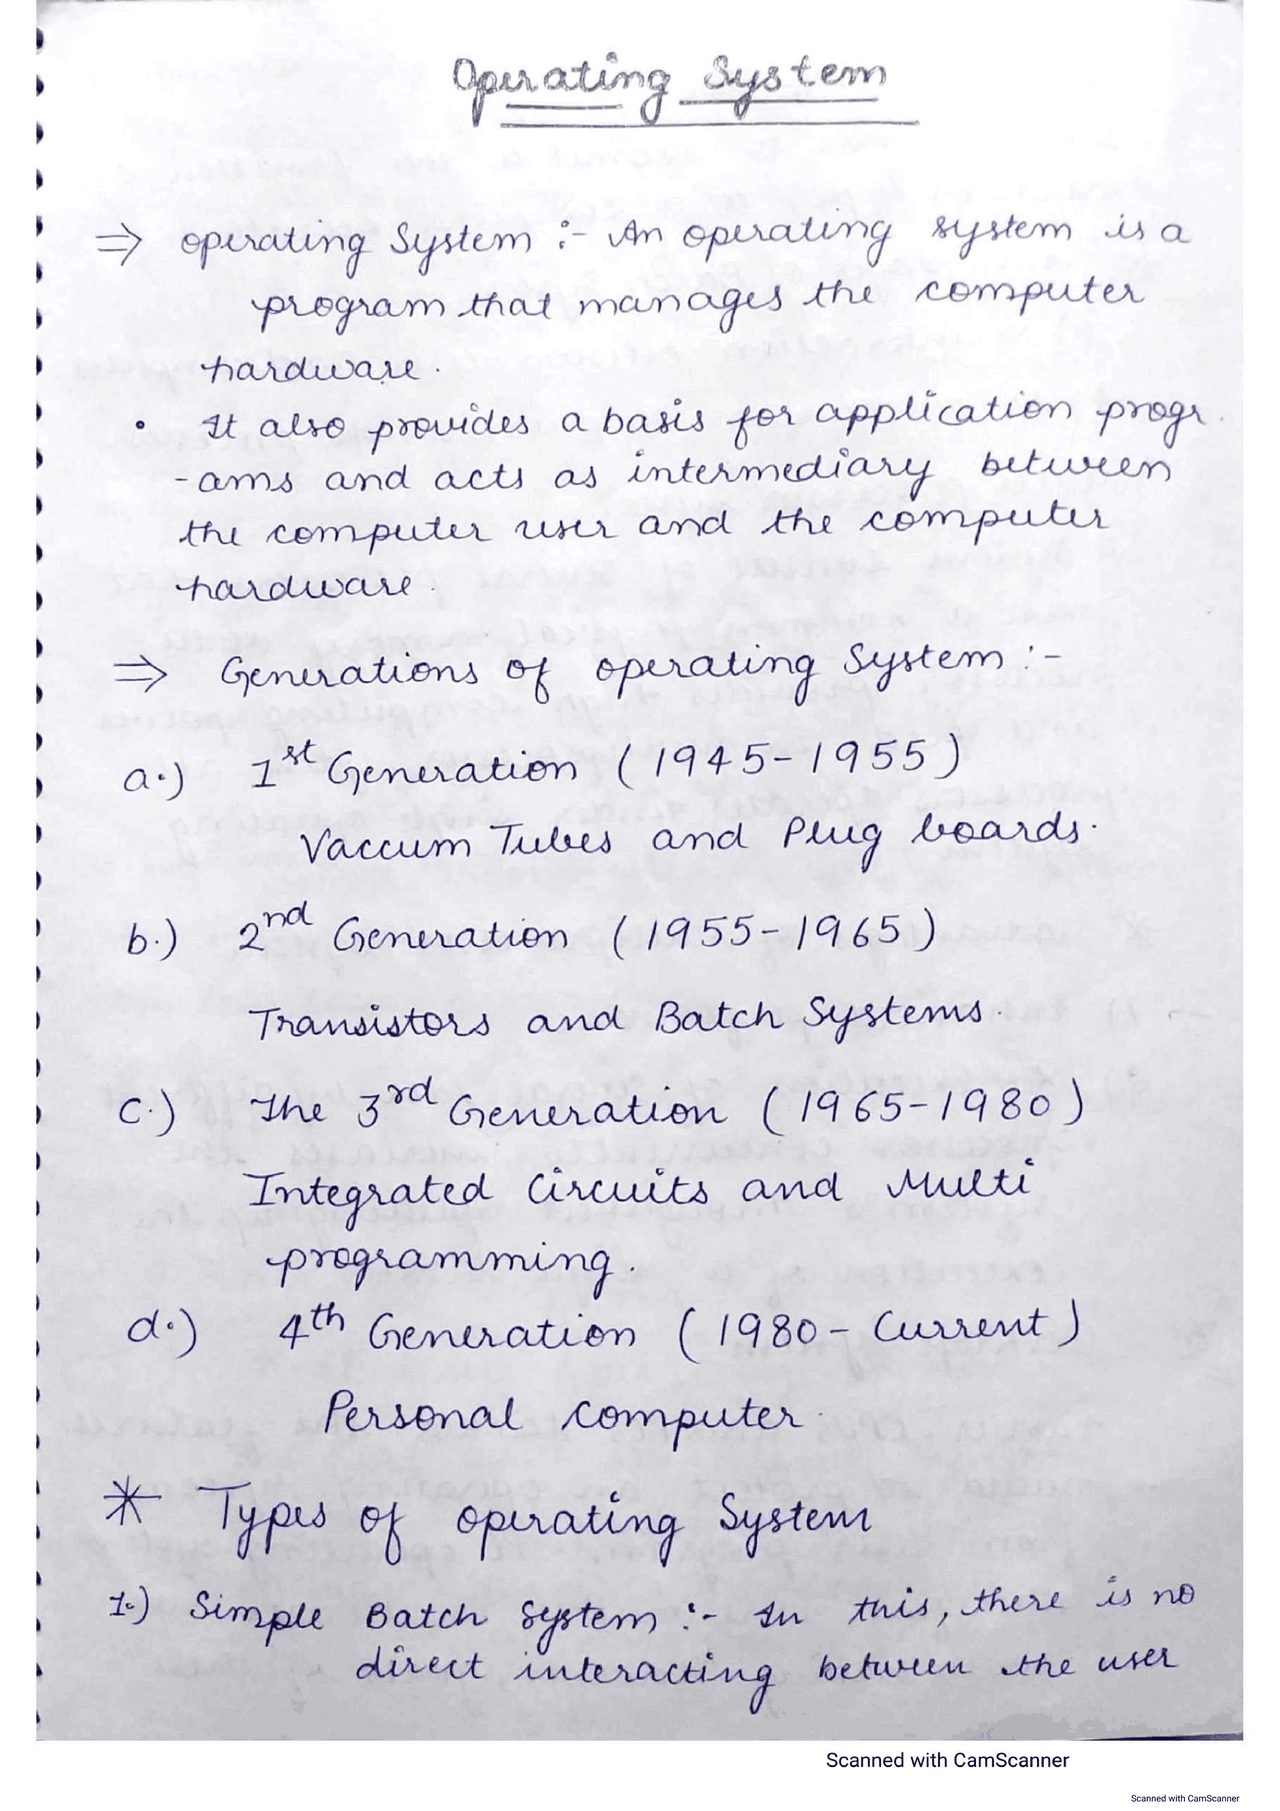 Operating System
⇒ operating System :- An operating system is a
program that manages the computer
hardware.
• It also provides a basis for application progr
-ams and acts as intermediary between
the computer user and the computer
hardware.
⇒ Generations of operating System :-
a.) 1st Generation (1945-1955)
Vaccum Tubes and Plug boards.
b.) 2nd Generation (1955-1965)
Transistors and Batch Systems.
c.) The 3rd Generation (1965-1980)
Integrated Circuits and Multi
programming.
d.) 4th Generation (1980- Current)
Personal Computer.
* Types of operating System
1.) Simple Batch System :- In this, there is no
direct interacting between the user
Scanned with CamScanner
Scanned with CamScanner